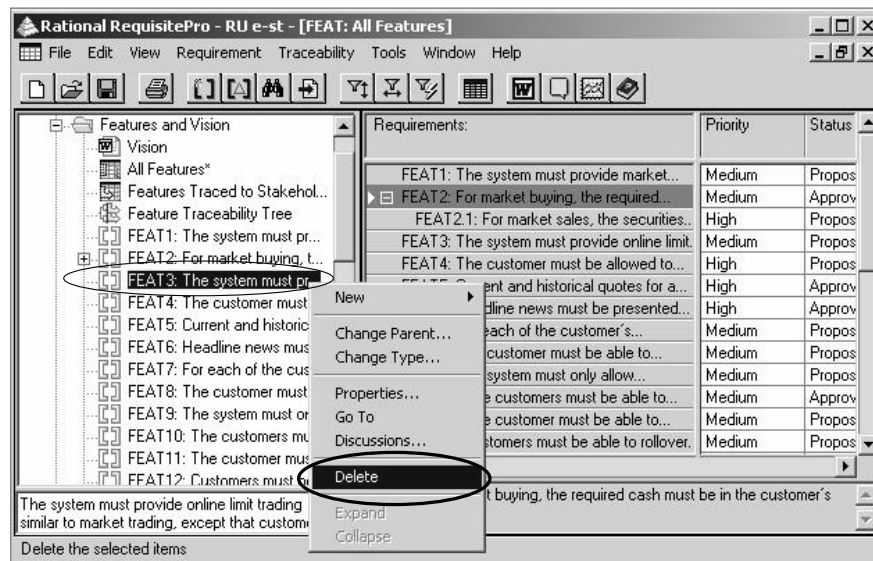 Rational RequisitePro - RU e-st - [FEAT: All Features]
File Edit View Requirement Traceability Tools Window Help
Features and Vision
Vision
All Features*
Features Traced to Stakehol...
Feature Traceability Tree
FEAT1: The system must pr...
FEAT2: For market buying, t...
FEAT3: The system must pr...
FEAT4: The customer must
FEAT5: Current and historic
FEAT6: Headline news mus
FEAT7: For each of the cus
FEAT8: The customer must
FEAT9: The system must or
FEAT10: The customers mu
FEAT11: The customer mus
FEAT12: Customers must
The system must provide online limit trading
similar to market trading, except that custom
Requirements: Priority Status
FEAT1: The system must provide market... Medium Propos
FEAT2: For market buying, the required... Medium Approv
FEAT2.1: For market sales, the securities.. High Propos
FEAT3: The system must provide online limit. Medium Propos
FEAT4: The customer must be allowed to... High Propos
ent and historical quotes for a... High Approv
dline news must be presented... High Approv
each of the customer´s... Medium Propos
customer must be able to... Medium Propos
system must only allow... Medium Propos
e customers must be able to... Medium Approv
e customer must be able to... Medium Propos
stomers must be able to rollover. Medium Propos
t buying, the required cash must be in the customer´s
New
Change Parent...
Change Type...
Properties...
Go To
Discussions...
Delete
Expand
Collapse
Delete the selected items